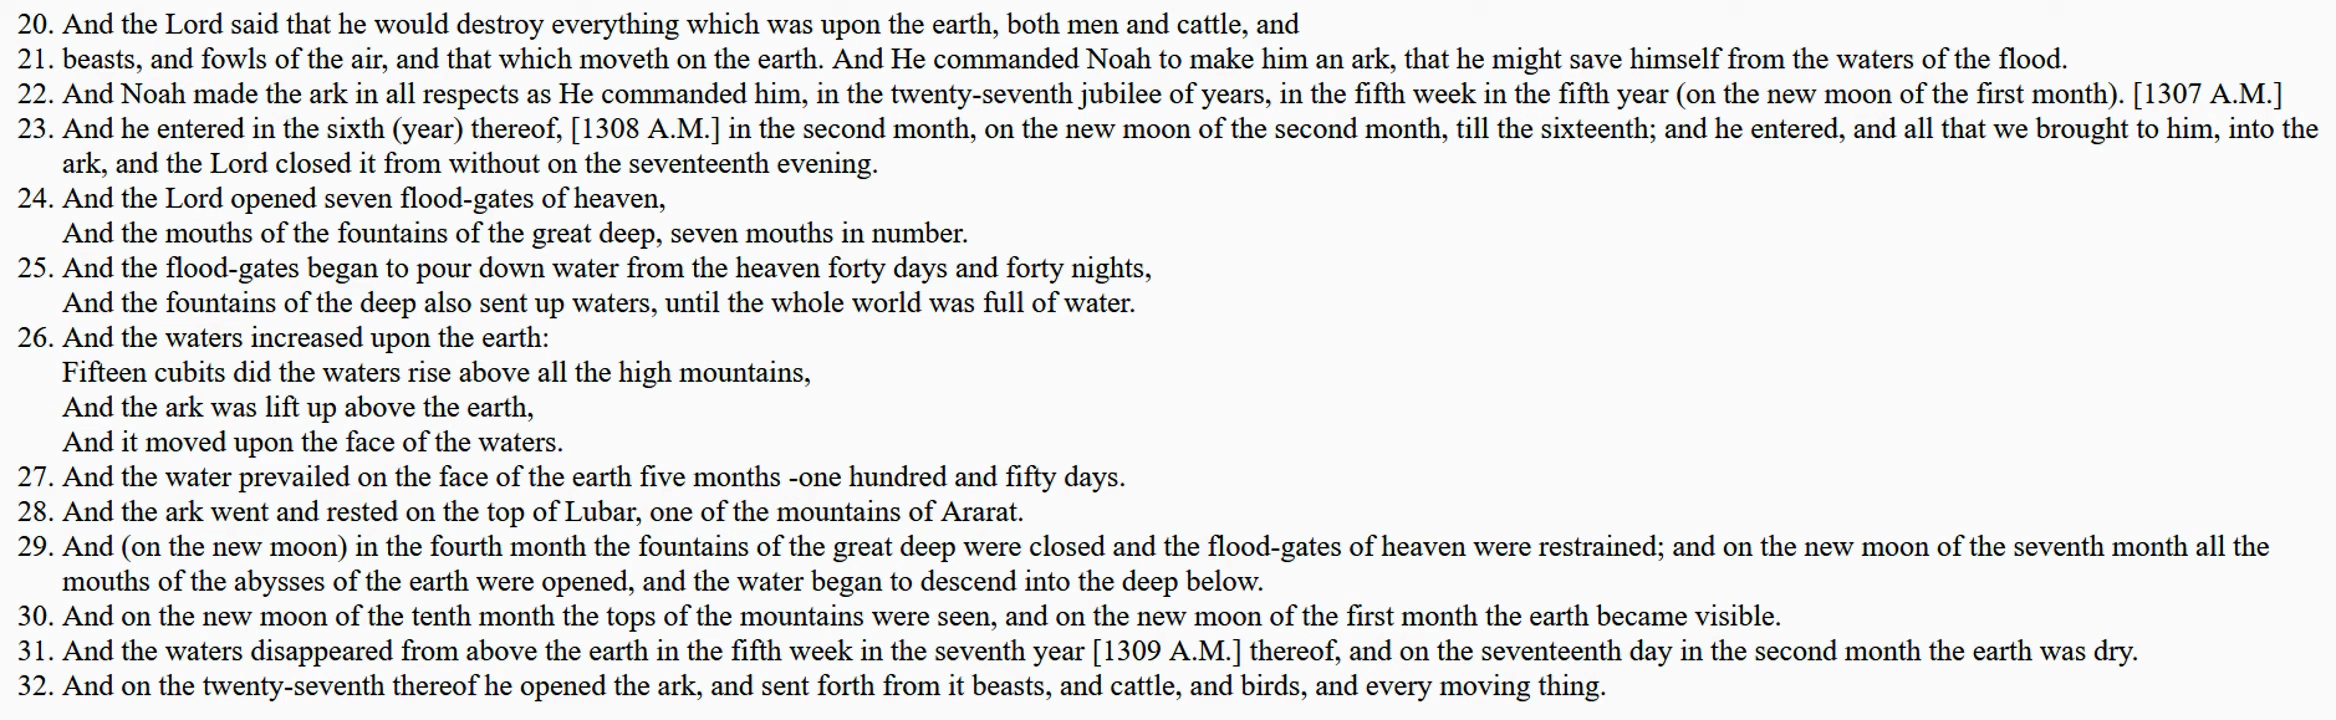 20. And the Lord said that he would destroy everything which was upon the earth, both men and cattle, and
21. beasts, and fowls of the air, and that which moveth on the earth. And He commanded Noah to make him an ark, that he might save himself from the waters of the flood.
22. And Noah made the ark in all respects as He commanded him, in the twenty-seventh jubilee of years, in the fifth week in the fifth year (on the new moon of the first month). [1307 A.M.]
23. And he entered in the sixth (year) thereof, [1308 A.M.] in the second month, on the new moon of the second month, till the sixteenth; and he entered, and all that we brought to him, into the
ark, and the Lord closed it from without on the seventeenth evening.
24. And the Lord opened seven flood-gates of heaven,
And the mouths of the fountains of the great deep, seven mouths in number.
25. And the flood-gates began to pour down water from the heaven forty days and forty nights,
And the fountains of the deep also sent up waters, until the whole world was full of water.
26. And the waters increased upon the earth:
Fifteen cubits did the waters rise above all the high mountains,
And the ark was lift up above the earth,
And it moved upon the face of the waters.
27. And the water prevailed on the face of the earth five months -one hundred and fifty days.
28. And the ark went and rested on the top of Lubar, one of the mountains of Ararat.
29. And (on the new moon) in the fourth month the fountains of the great deep were closed and the flood-gates of heaven were restrained; and on the new moon of the seventh month all the
mouths of the abysses of the earth were opened, and the water began to descend into the deep below.
30. And on the new moon of the tenth month the tops of the mountains were seen, and on the new moon of the first month the earth became visible.
31. And the waters disappeared from above the earth in the fifth week in the seventh year [1309 A.M.] thereof, and on the seventeenth day in the second month the earth was dry.
32. And on the twenty-seventh thereof he opened the ark, and sent forth from it beasts, and cattle, and birds, and every moving thing.